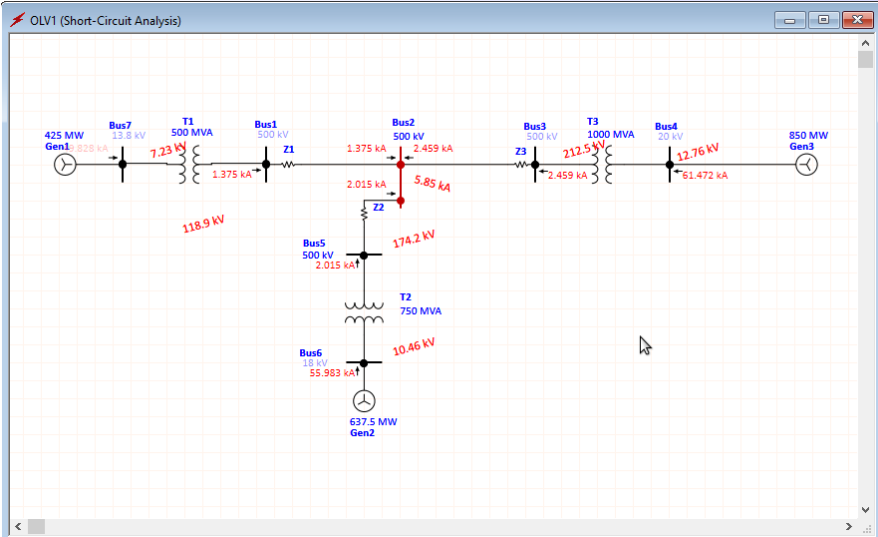 OLV1 (Short-Circuit Analysis)
425 MW
Gen1
Bus7
13.8 kV
9.828 kA
T1
500 MVA
7.23 kV
Bus1
500 kV
1.375 kA
Z1
118.9 kV
Bus2
500 kV
1.375 kA
2.459 kA
2.015 kA
5.85 kA
Z2
Bus3
500 kV
Z3
2.459 kA
T3
1000 MVA
212.5 kV
Bus4
20 kV
12.76 kV
61.472 kA
850 MW
Gen3
Bus5
500 kV
2.015 kA
174.2 kV
T2
750 MVA
Bus6
18 kV
55.983 kA
10.46 kV
637.5 MW
Gen2